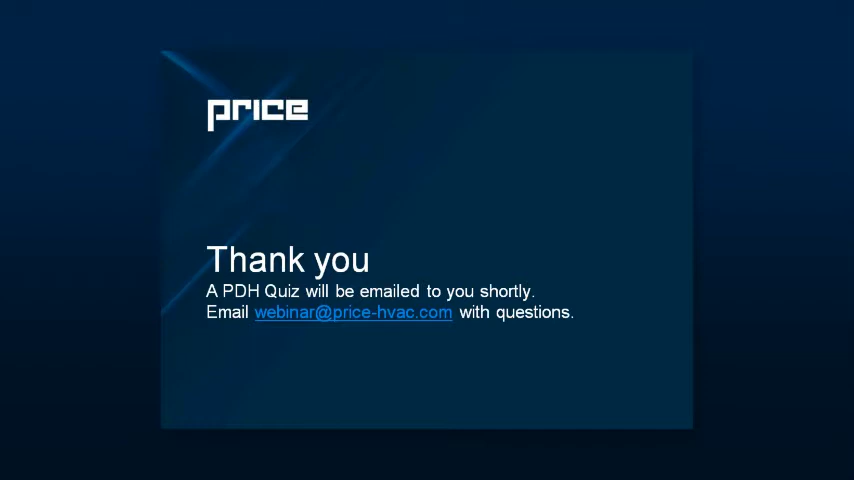 price
Thank you
A PDH Quiz will be emailed to you shortly.
Email webinar@price-hvac.com with questions.